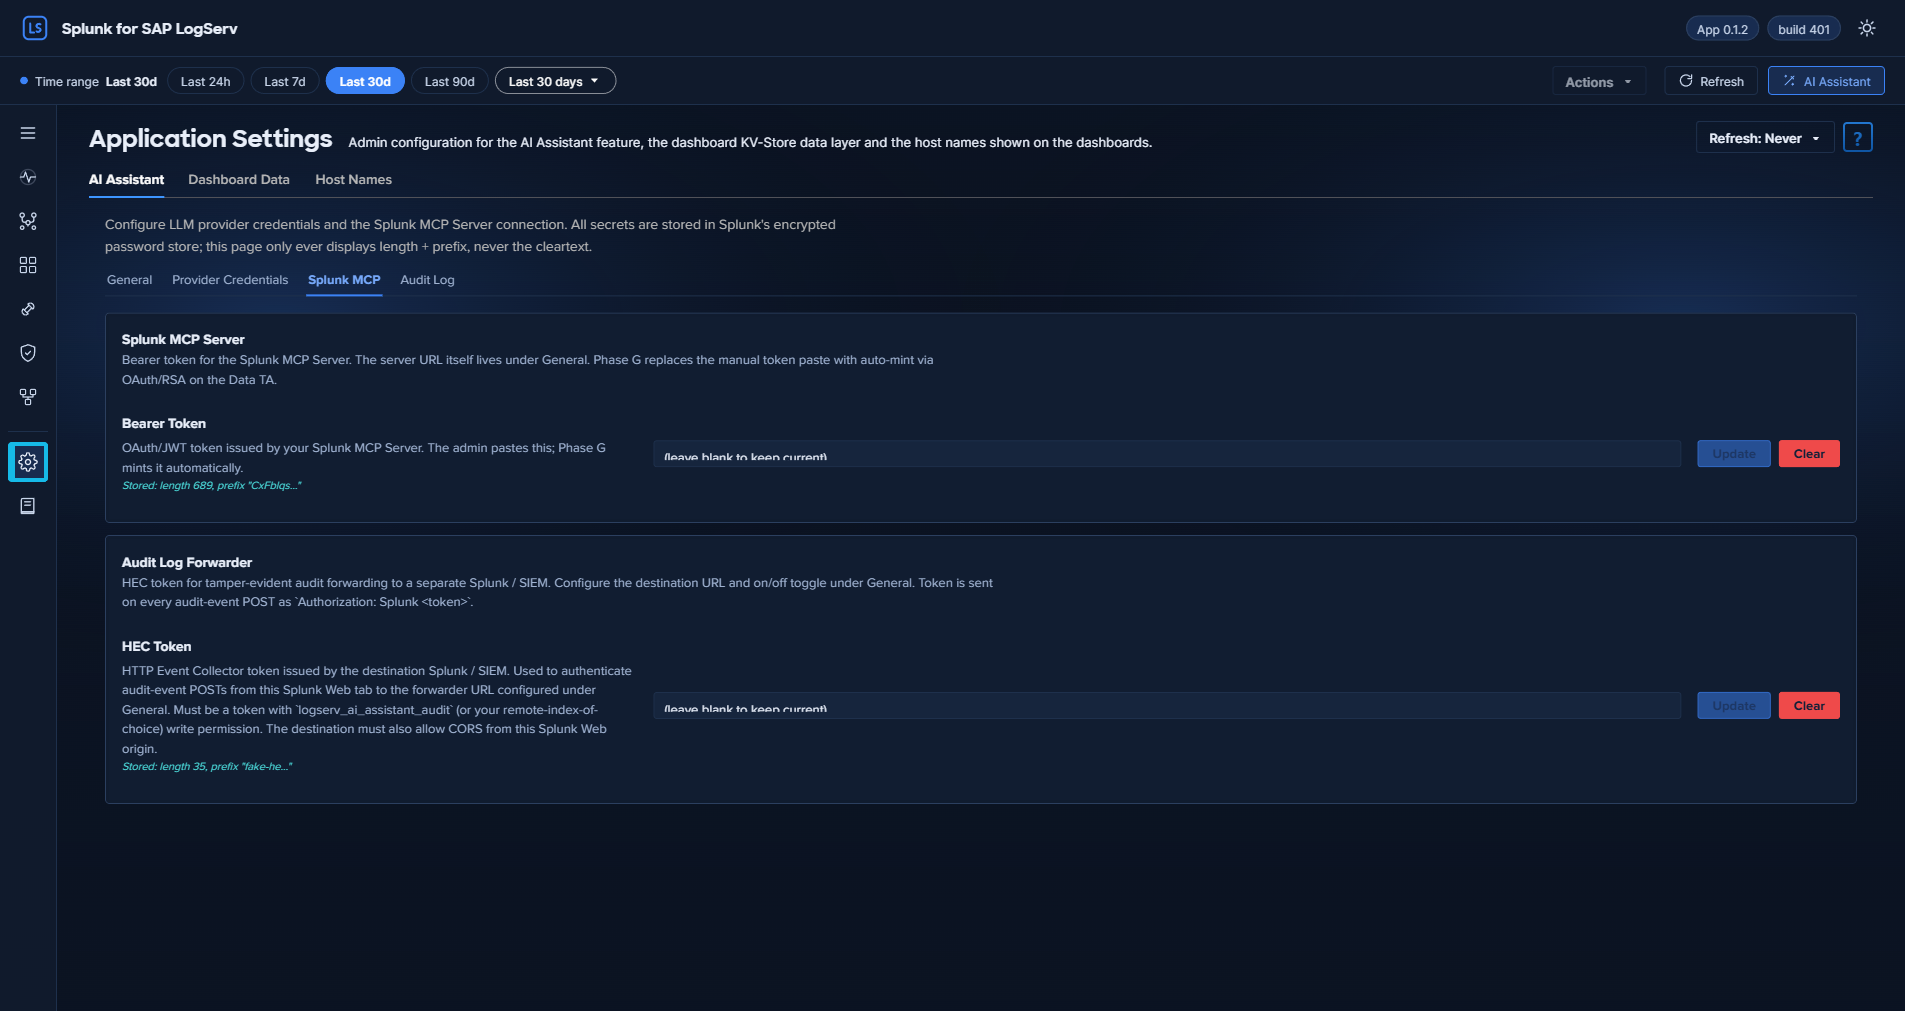 LS Splunk for SAP LogServ App 0.1.2 build 401
Time range Last 30d Last 24h Last 7d Last 30d Last 90d Last 30 days Actions Refresh AI Assistant
Application Settings Admin configuration for the AI Assistant feature, the dashboard KV-Store data layer and the host names shown on the dashboards. Refresh: Never ?
AI Assistant Dashboard Data Host Names
Configure LLM provider credentials and the Splunk MCP Server connection. All secrets are stored in Splunk's encrypted
password store; this page only ever displays length + prefix, never the cleartext.
General Provider Credentials Splunk MCP Audit Log
Splunk MCP Server
Bearer token for the Splunk MCP Server. The server URL itself lives under General. Phase G replaces the manual token paste with auto-mint via
OAuth/RSA on the Data TA.
Bearer Token
OAuth/JWT token issued by your Splunk MCP Server. The admin pastes this; Phase G
mints it automatically.
Stored: length 689, prefix "CxFblqs..."
(leave blank to keep current) Update Clear
Audit Log Forwarder
HEC token for tamper-evident audit forwarding to a separate Splunk / SIEM. Configure the destination URL and on/off toggle under General. Token is sent
on every audit-event POST as `Authorization: Splunk <token>`.
HEC Token
HTTP Event Collector token issued by the destination Splunk / SIEM. Used to authenticate
audit-event POSTs from this Splunk Web tab to the forwarder URL configured under
General. Must be a token with `logserv_ai_assistant_audit` (or your remote-index-of-
choice) write permission. The destination must also allow CORS from this Splunk Web
origin.
Stored: length 35, prefix "fake-he..."
(leave blank to keep current) Update Clear